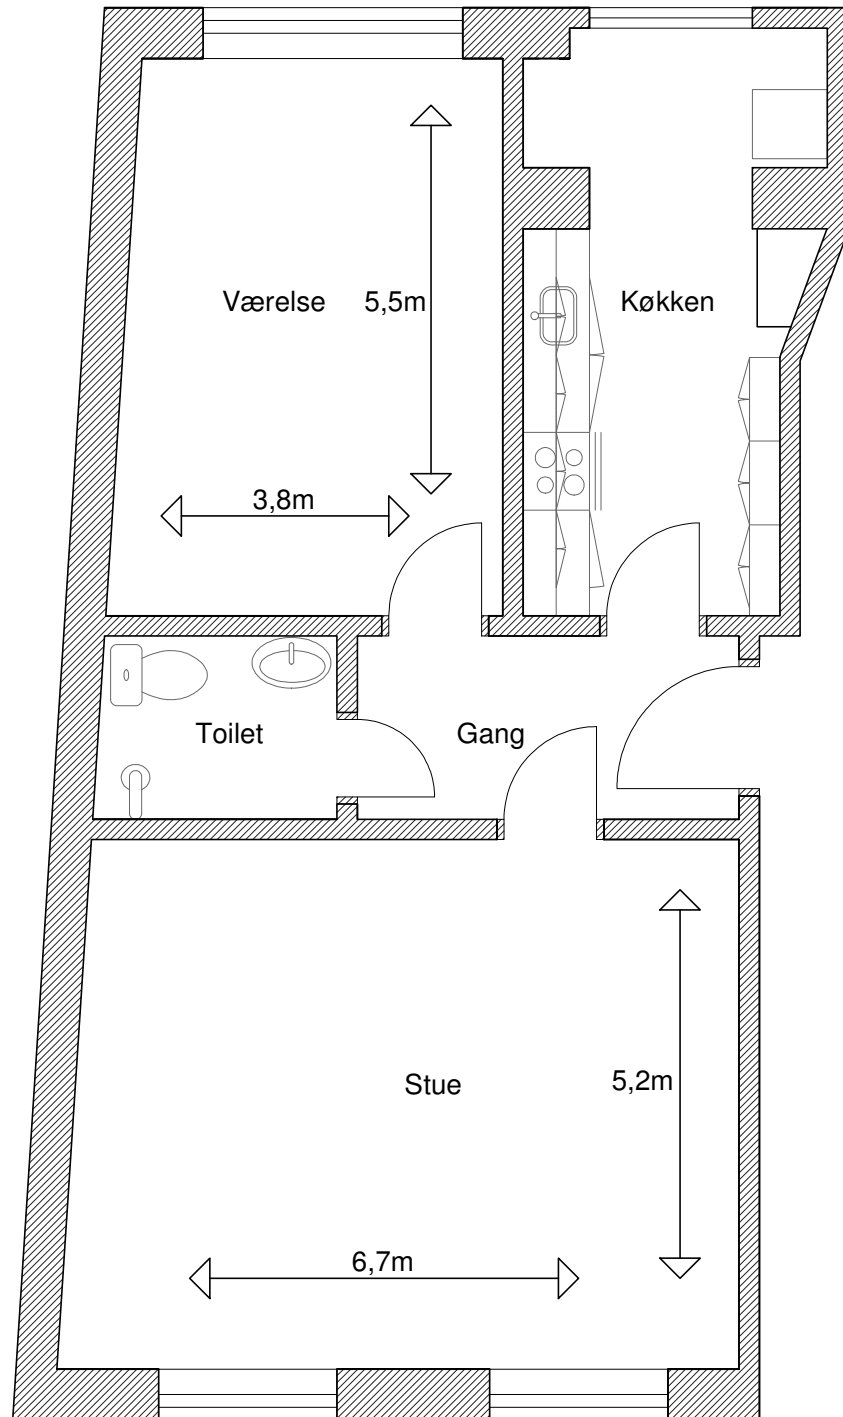 Værelse
5,5m
Køkken
3,8m
Toilet
Gang
Stue
5,2m
6,7m